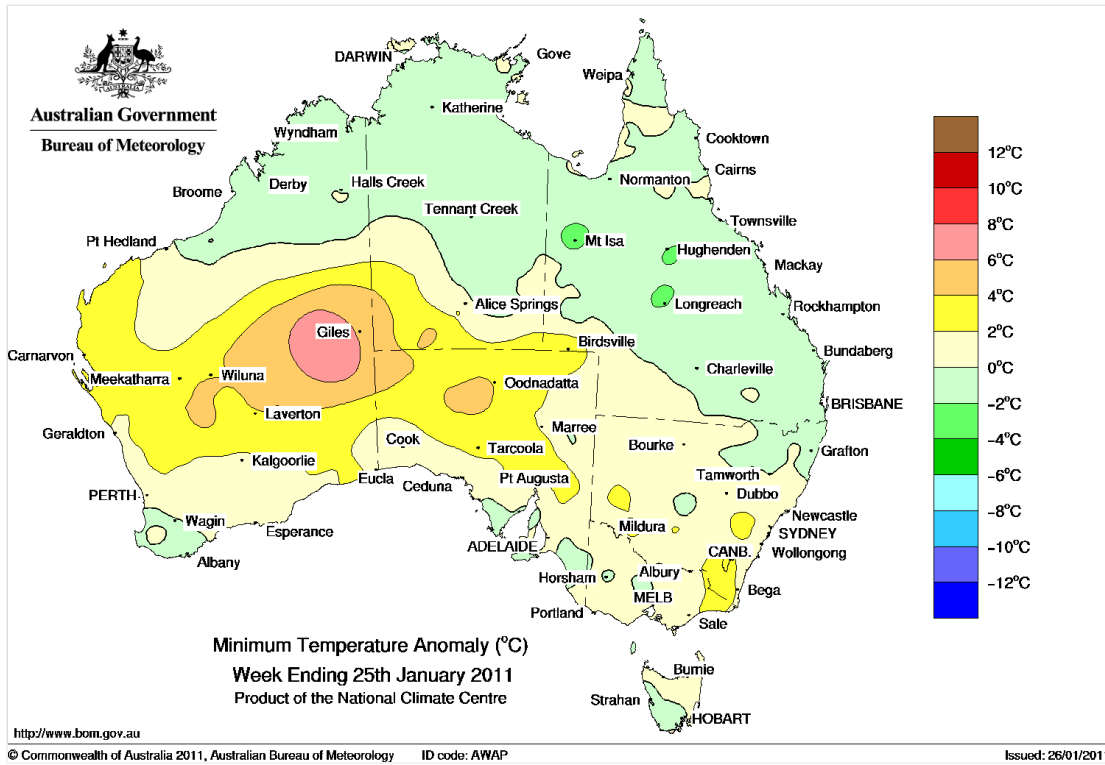 Australian Government
Bureau of Meteorology
DARWIN
Gove
Weipa
Katherine
Wyndham
Cooktown
Cairns
Derby
Halls Creek
Normanton
Broome
Tennant Creek
Townsville
Pt Hedland
Mt Isa
Hughenden
Mackay
Alice Springs
Longreach
Rockhampton
Giles
Birdsville
Bundaberg
Carnarvon
Meekatharra
Wiluna
Oodnadatta
Charleville
BRISBANE
Laverton
Geraldton
Marree
Cook
Bourke
Tarcoola
Grafton
Kalgoorlie
Eucla
Ceduna
Pt Augusta
Tamworth
Dubbo
PERTH
Wagin
Esperance
Mildura
Newcastle
SYDNEY
Wollongong
ADELAIDE
CANB.
Albany
Horsham
Albury
MELB
Bega
Portland
Sale
Burnie
Strahan
HOBART
12°C
10°C
8°C
6°C
4°C
2°C
0°C
-2°C
-4°C
-6°C
-8°C
-10°C
-12°C
Minimum Temperature Anomaly (°C)
Week Ending 25th January 2011
Product of the National Climate Centre
http://www.bom.gov.au
© Commonwealth of Australia 2011, Australian Bureau of Meteorology ID code: AWAP Issued: 26/01/2011